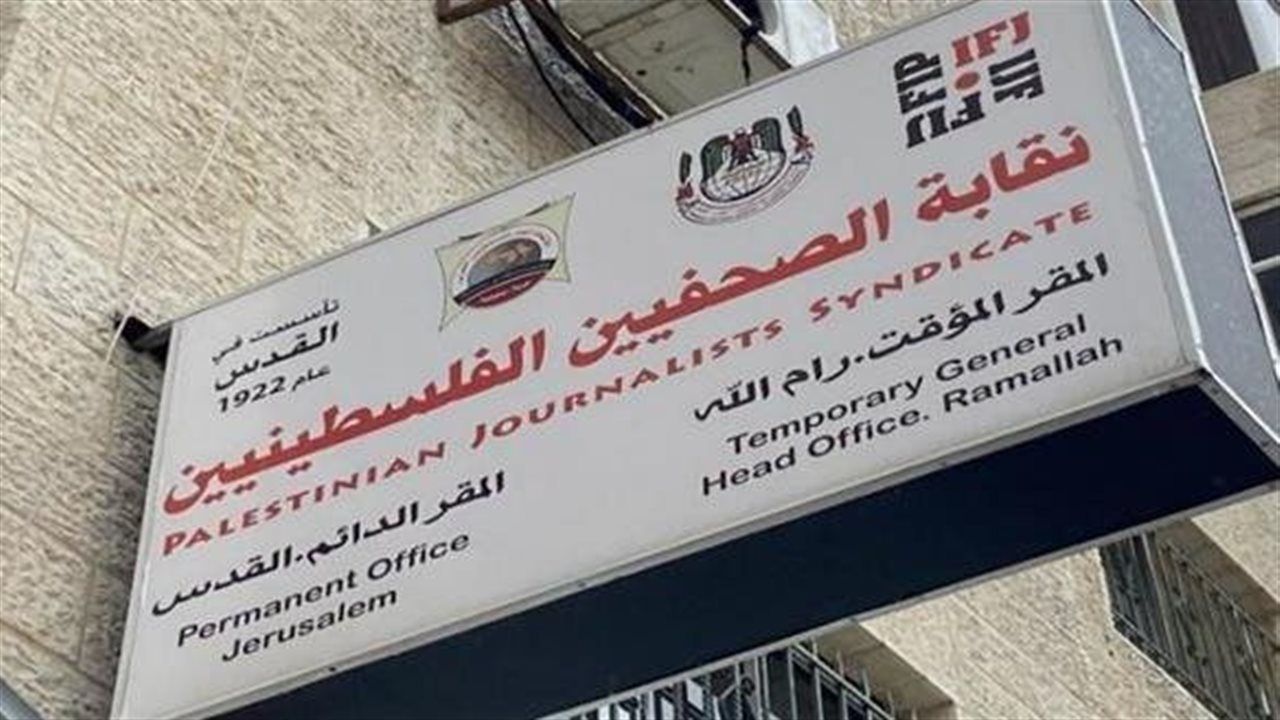 IFJ
FIP
تأسست في
القدس
عام 1922
نقابة الصحفيين الفلسطينيين
PALESTINIAN JOURNALISTS SYNDICATE
المقر المؤقت.رام الله
Temporary General
Head Office. Ramallah
المقر الدائم.القدس
Permanent Office
Jerusalem